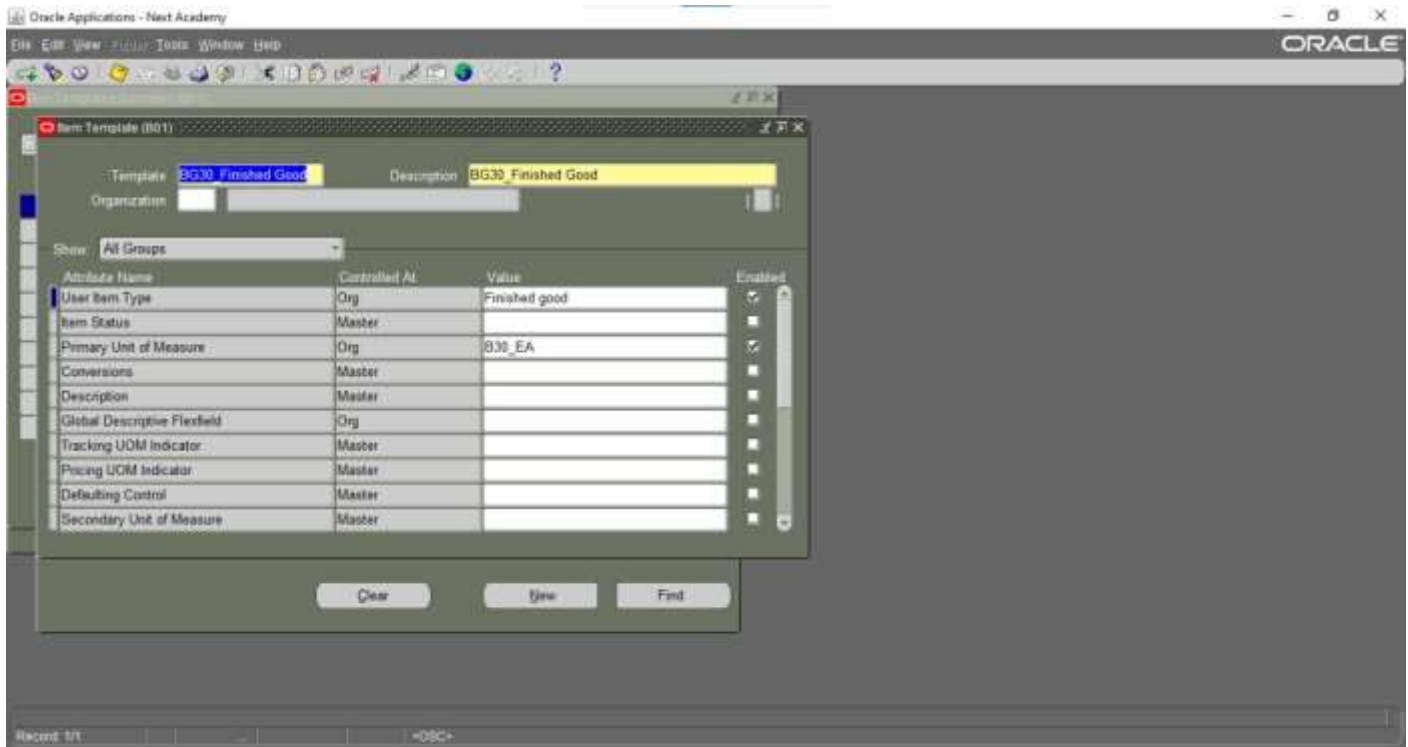 Oracle Applications - Next Academy
File Edit View Folder Tools Window Help
ORACLE
Item Template (B01)
Template BG30_Finished Good Description BG30_Finished Good
Organization
Show All Groups
Attribute Name Controlled At Value Enabled
User Item Type Org Finished good
Item Status Master
Primary Unit of Measure Org B30_EA
Conversions Master
Description Master
Global Descriptive Flexfield Org
Tracking UOM Indicator Master
Pricing UOM Indicator Master
Defaulting Control Master
Secondary Unit of Measure Master
Clear New Find
Record: 1/1 ... <OSC>